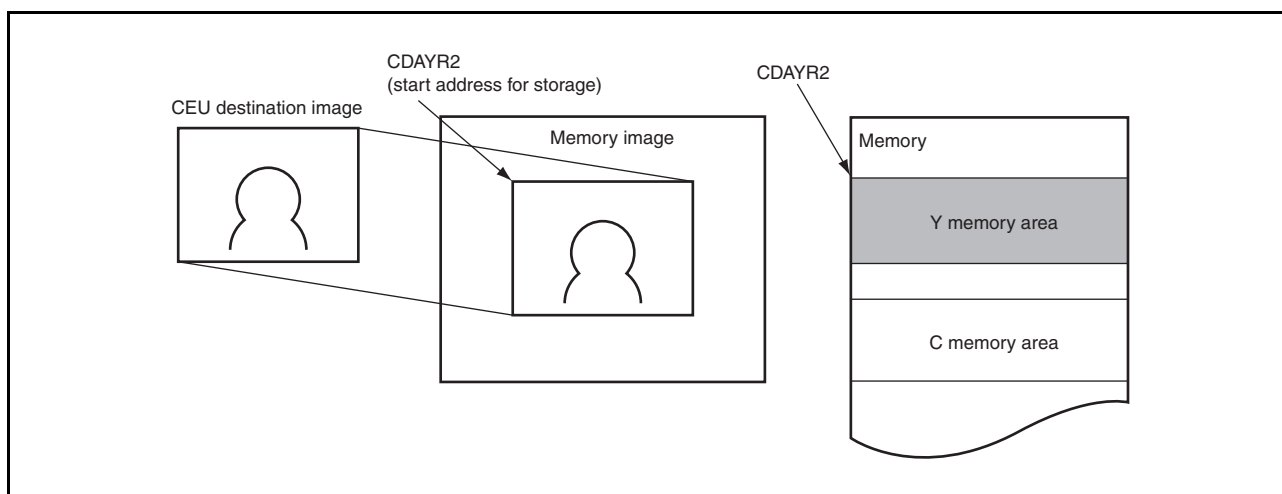 CEU destination image
CDAYR2
(start address for storage)
Memory image
CDAYR2
Memory
Y memory area
C memory area